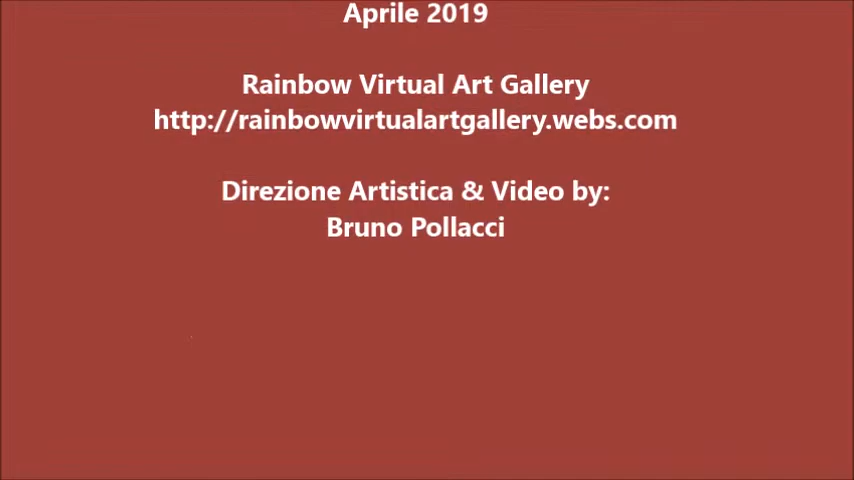 Aprile 2019
Rainbow Virtual Art Gallery
http://rainbowvirtualartgallery.webs.com
Direzione Artistica & Video by:
Bruno Pollacci